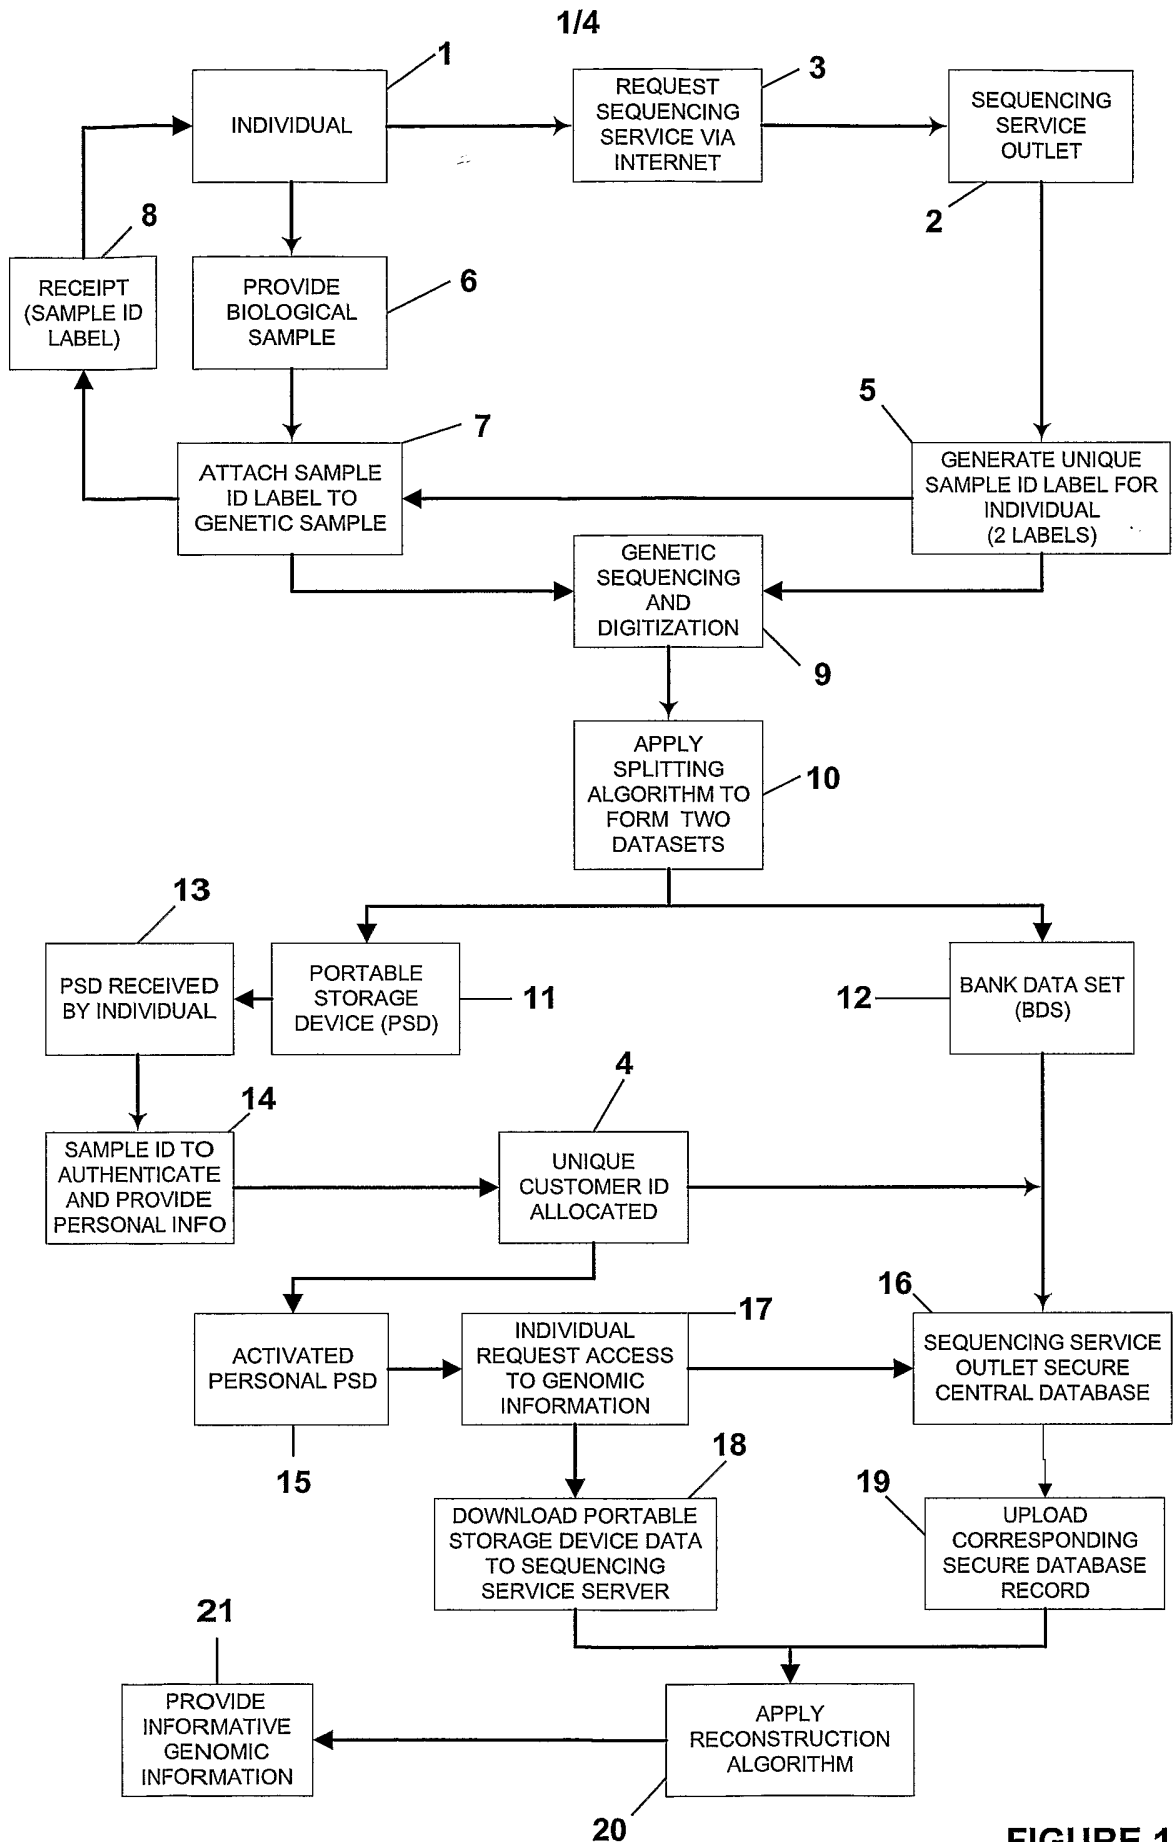 1/4
1
INDIVIDUAL
3
REQUEST
SEQUENCING
SERVICE VIA
INTERNET
SEQUENCING
SERVICE
OUTLET
2
8
RECEIPT
(SAMPLE ID
LABEL)
PROVIDE
BIOLOGICAL
SAMPLE
6
5
7
ATTACH SAMPLE
ID LABEL TO
GENETIC SAMPLE
GENERATE UNIQUE
SAMPLE ID LABEL FOR
INDIVIDUAL
(2 LABELS)
GENETIC
SEQUENCING
AND
DIGITIZATION
9
APPLY
SPLITTING
ALGORITHM TO
FORM TWO
DATASETS
10
13
PSD RECEIVED
BY INDIVIDUAL
PORTABLE
STORAGE
DEVICE (PSD)
11
12
BANK DATA SET
(BDS)
4
14
SAMPLE ID TO
AUTHENTICATE
AND PROVIDE
PERSONAL INFO
UNIQUE
CUSTOMER ID
ALLOCATED
16
17
ACTIVATED
PERSONAL PSD
INDIVIDUAL
REQUEST ACCESS
TO GENOMIC
INFORMATION
SEQUENCING SERVICE
OUTLET SECURE
CENTRAL DATABASE
15
18
19
DOWNLOAD PORTABLE
STORAGE DEVICE DATA
TO SEQUENCING
SERVICE SERVER
UPLOAD
CORRESPONDING
SECURE DATABASE
RECORD
21
PROVIDE
INFORMATIVE
GENOMIC
INFORMATION
APPLY
RECONSTRUCTION
ALGORITHM
20
FIGURE 1